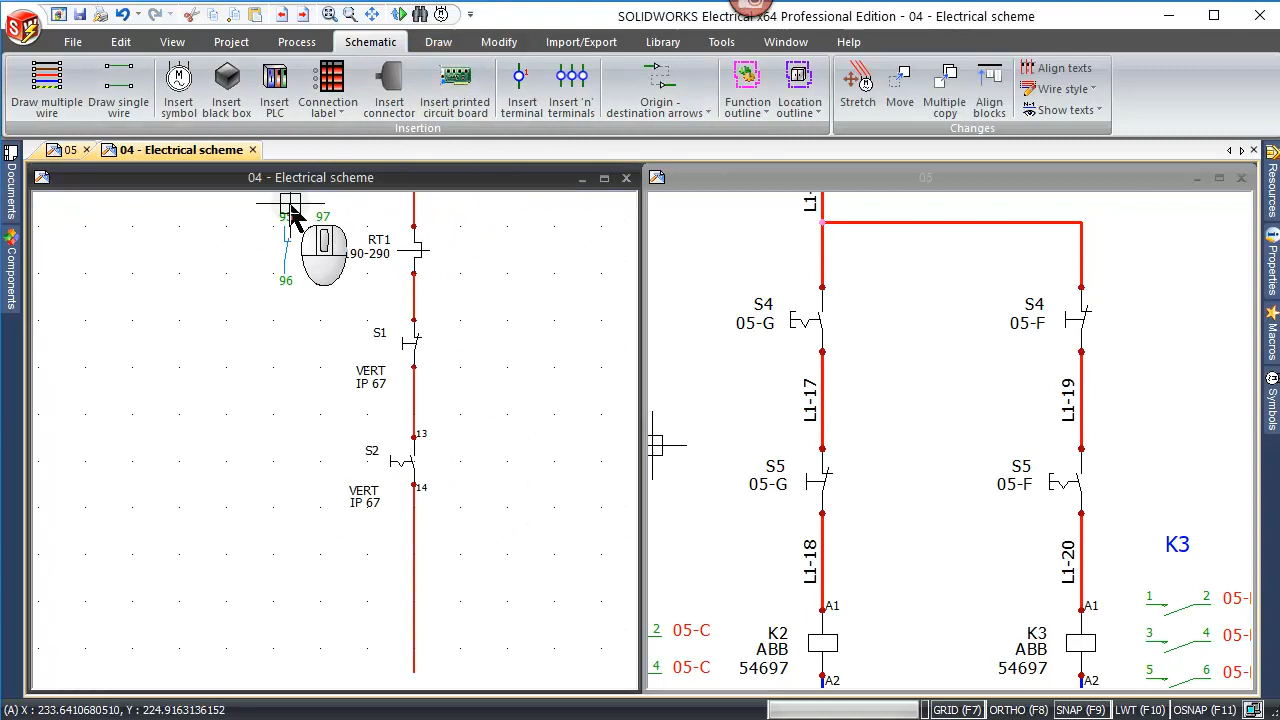 SOLIDWORKS Electrical x64 Professional Edition - 04 - Electrical scheme
File Edit View Project Process Schematic Draw Modify Import/Export Library Tools Window Help
Draw multiple wire
Draw single wire
Insert symbol
Insert black box
Insert PLC
Connection label
Insert connector
Insert printed circuit board
Insert terminal
Insert 'n' terminals
Origin - destination arrows
Function outline
Location outline
Stretch
Move
Multiple copy
Align blocks
Align texts
Wire style
Show texts
Insertion
Changes
05
04 - Electrical scheme
Documents
Components
Resources
Properties
Macros
Symbols
04 - Electrical scheme
97
96
RT1
190-290
S1
VERT
IP 67
13
S2
14
VERT
IP 67
05
S4
05-G
S4
05-F
L1-17
L1-19
S5
05-G
S5
05-F
L1-18
L1-20
K3
1 2
3 4
5 6
A1
A1
2 05-C
4 05-C
K2
ABB
54697
A2
K3
ABB
54697
A2
(A) X : 233.6410680510, Y : 224.9163136152
GRID (F7) ORTHO (F8) SNAP (F9) LWT (F10) OSNAP (F11)